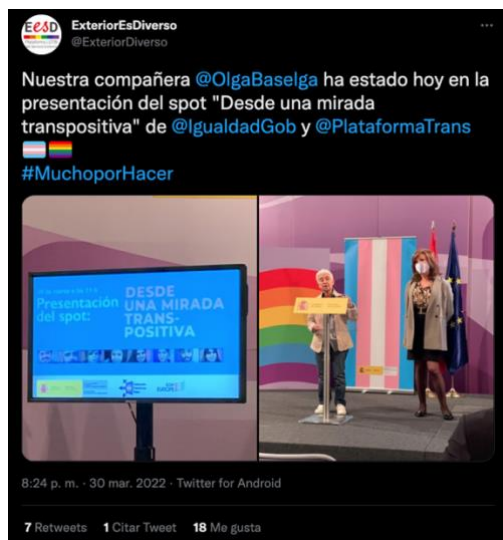 EESD
ExteriorEsDiverso
@ExteriorDiverso
Nuestra compañera @OlgaBaselga ha estado hoy en la
presentación del spot "Desde una mirada
transpositiva" de @IgualdadGob y @PlataformaTrans
#MuchoporHacer
Presentación
del spot:
DESDE
UNA MIRADA
TRANS-
POSITIVA
8:24 p. m. · 30 mar. 2022 · Twitter for Android
7 Retweets 1 Citar Tweet 18 Me gusta